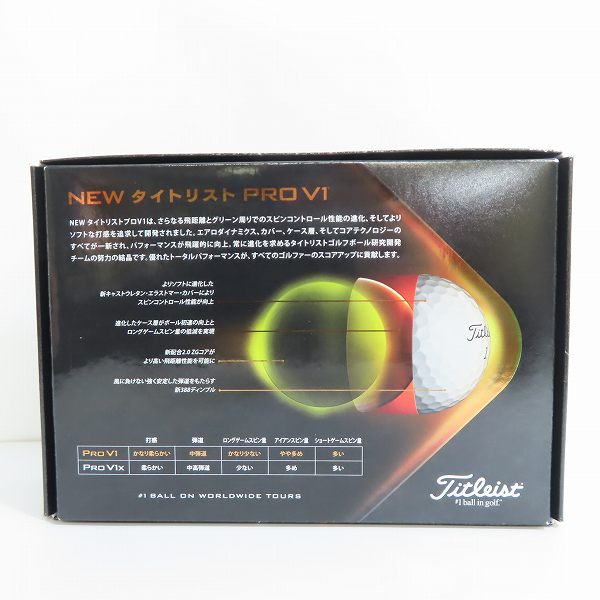 NEW タイトリスト PRO V1
NEW タイトリストプロV1は、さらなる飛距離とグリーン周りでのスピンコントロール性能の進化、そしてより
ソフトな打感を追求して開発されました。エアロダイナミクス、カバー、ケース層、そしてコアテクノロジーの
すべてが一新され、パフォーマンスが飛躍的に向上。常に進化を求めるタイトリストゴルフボール研究開発
チームの努力の結晶です。優れたトータルパフォーマンスが、すべてのゴルファーのスコアアップに貢献します。
よりソフトに進化した
新キャストウレタン・エラストマー・カバーにより
スピンコントロール性能が向上
進化したケース層がボール初速の向上と
ロングゲームスピン量の低減を実現
新配合2.0 ZGコアが
より高い飛距離性能を可能に
風に負けない強く安定した弾道をもたらす
新388ディンプル
Titleist
1
打感 弾道 ロングゲームスピン量 アイアンスピン量 ショートゲームスピン量
PRO V1 かなり柔らかい 中弾道 かなり少ない やや多め 多い
PRO V1x 柔らかい 中高弾道 少ない 多め 多い
#1 BALL ON WORLDWIDE TOURS
Titleist
#1 ball in golf.